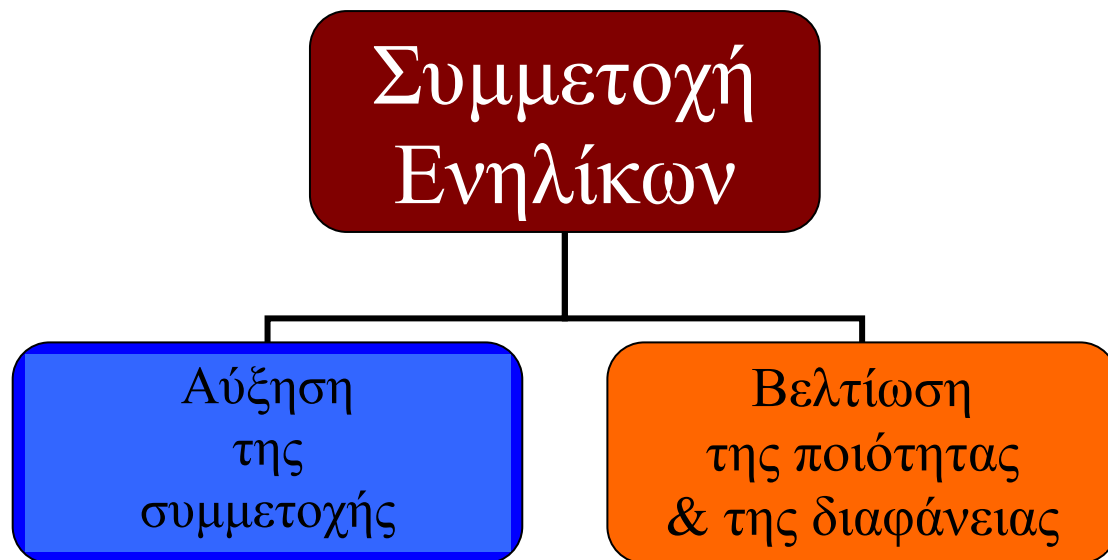 Συμμετοχή
Ενηλίκων
Αύξηση
της
συμμετοχής
Βελτίωση
της ποιότητας
& της διαφάνειας